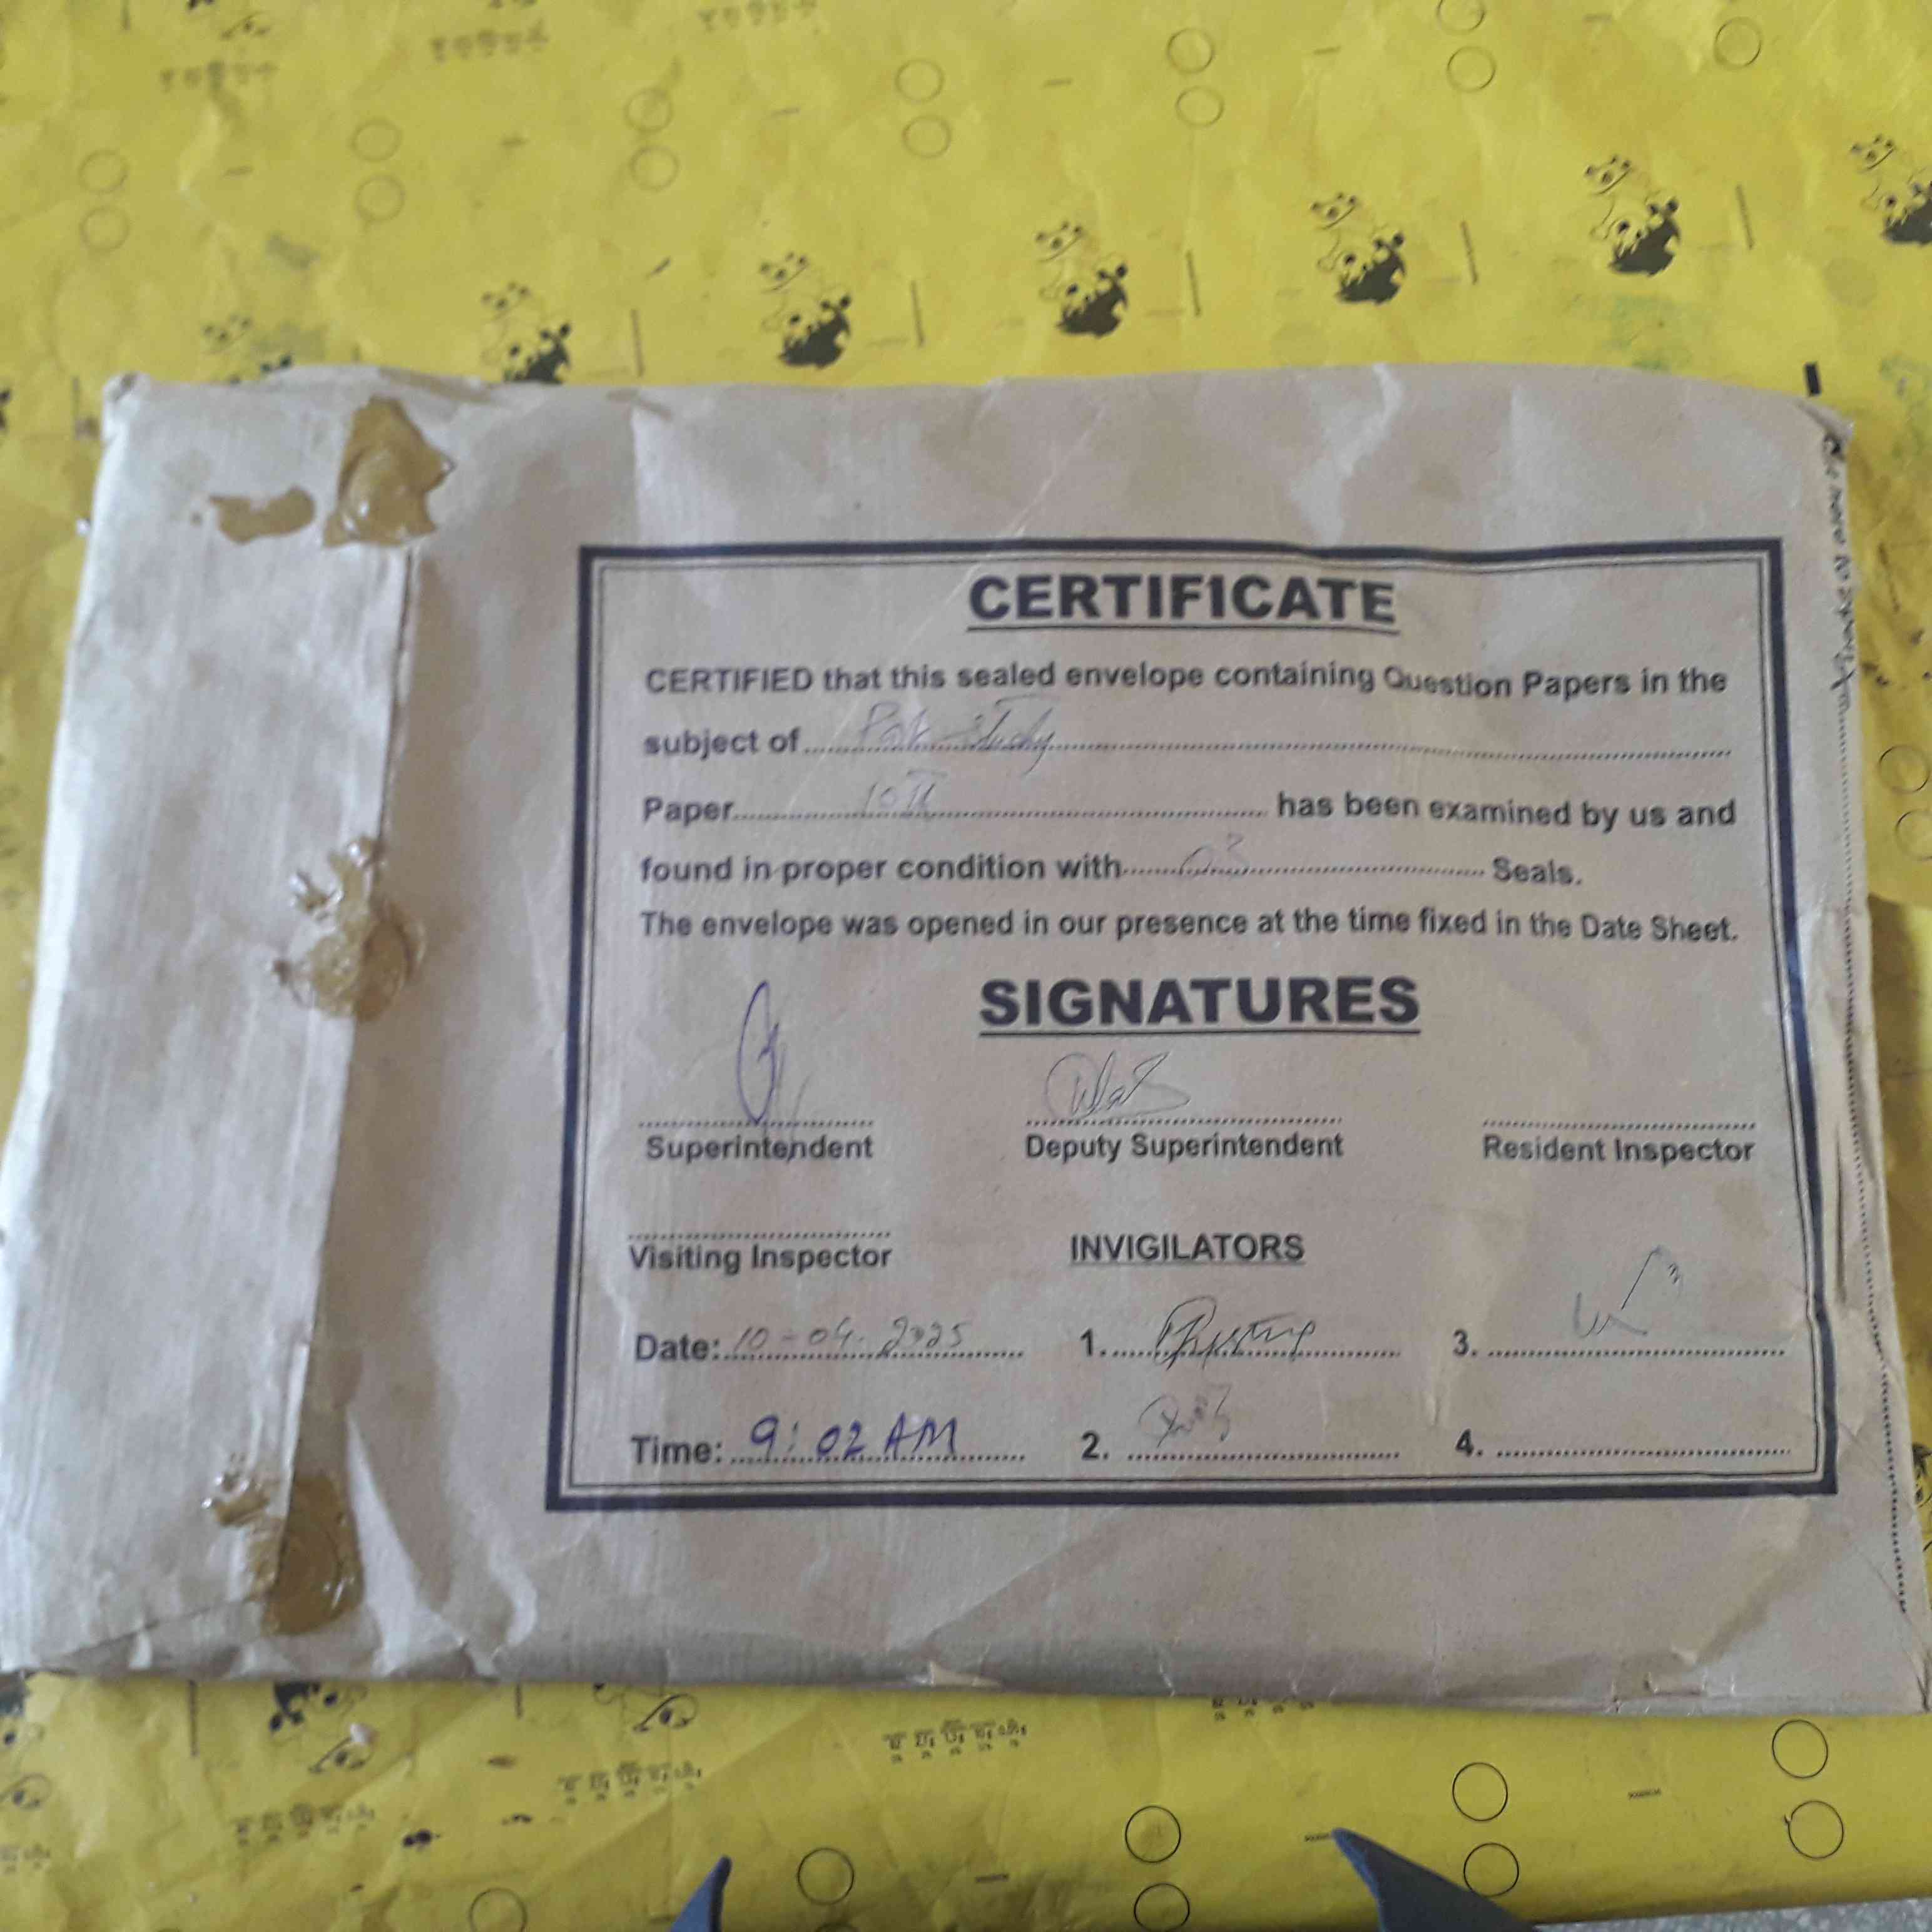 CERTIFICATE
CERTIFIED that this sealed envelope containing Question Papers in the
subject of Pak Study
Paper 10th has been examined by us and
found in proper condition with 03 Seals.
The envelope was opened in our presence at the time fixed in the Date Sheet.
SIGNATURES
Superintendent Deputy Superintendent Resident Inspector
Visiting Inspector INVIGILATORS
Date: 10-04-2025 1. 3.
Time: 9:02 AM 2. 4.